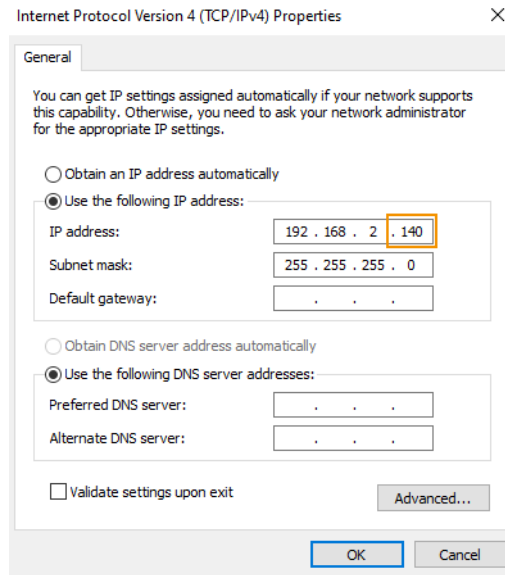 Internet Protocol Version 4 (TCP/IPv4) Properties
General
You can get IP settings assigned automatically if your network supports
this capability. Otherwise, you need to ask your network administrator
for the appropriate IP settings.
Obtain an IP address automatically
Use the following IP address:
IP address: 192 . 168 . 2 . 140
Subnet mask: 255 . 255 . 255 . 0
Default gateway: . . .
Obtain DNS server address automatically
Use the following DNS server addresses:
Preferred DNS server: . . .
Alternate DNS server: . . .
Validate settings upon exit
Advanced...
OK Cancel